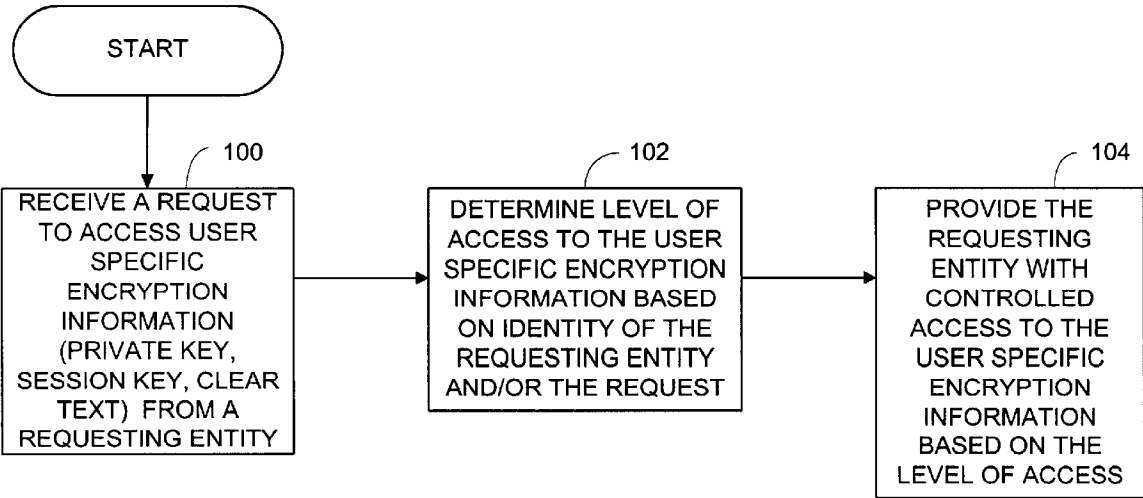 START
100
RECEIVE A REQUEST
TO ACCESS USER
SPECIFIC
ENCRYPTION
INFORMATION
(PRIVATE KEY,
SESSION KEY, CLEAR
TEXT) FROM A
REQUESTING ENTITY
102
DETERMINE LEVEL OF
ACCESS TO THE USER
SPECIFIC ENCRYPTION
INFORMATION BASED
ON IDENTITY OF THE
REQUESTING ENTITY
AND/OR THE REQUEST
104
PROVIDE THE
REQUESTING
ENTITY WITH
CONTROLLED
ACCESS TO THE
USER SPECIFIC
ENCRYPTION
INFORMATION
BASED ON THE
LEVEL OF ACCESS